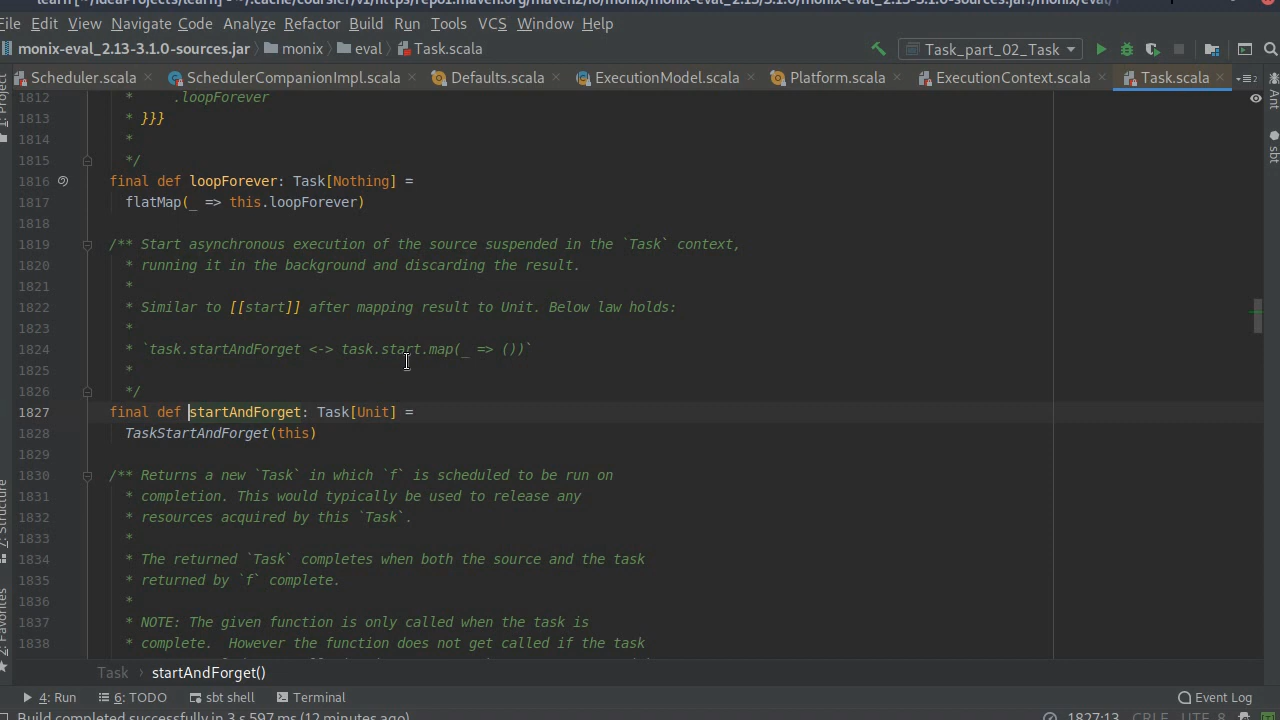 File Edit View Navigate Code Analyze Refactor Build Run Tools VCS Window Help
monix-eval_2.13-3.1.0-sources.jar monix eval Task.scala Task_part_02_Task
Scheduler.scala SchedulerCompanionImpl.scala Defaults.scala ExecutionModel.scala Platform.scala ExecutionContext.scala Task.scala
1812 * .loopForever
1813 * }}}
1814 *
1815 */
1816 final def loopForever: Task[Nothing] =
1817 flatMap(_ => this.loopForever)
1818
1819 /** Start asynchronous execution of the source suspended in the `Task` context,
1820 * running it in the background and discarding the result.
1821 *
1822 * Similar to [[start]] after mapping result to Unit. Below law holds:
1823 *
1824 * `task.startAndForget <-> task.start.map(_ => ())`
1825 *
1826 */
1827 final def startAndForget: Task[Unit] =
1828 TaskStartAndForget(this)
1829
1830 /** Returns a new `Task` in which `f` is scheduled to be run on
1831 * completion. This would typically be used to release any
1832 * resources acquired by this `Task`.
1833 *
1834 * The returned `Task` completes when both the source and the task
1835 * returned by `f` complete.
1836 *
1837 * NOTE: The given function is only called when the task is
1838 * complete. However the function does not get called if the task
1: Project
7: Structure
2: Favorites
Ant
sbt
Task › startAndForget()
4: Run 6: TODO sbt shell Terminal Event Log
Build completed successfully in 3 s 597 ms (12 minutes ago) 1827:13 CRLF UTF-8